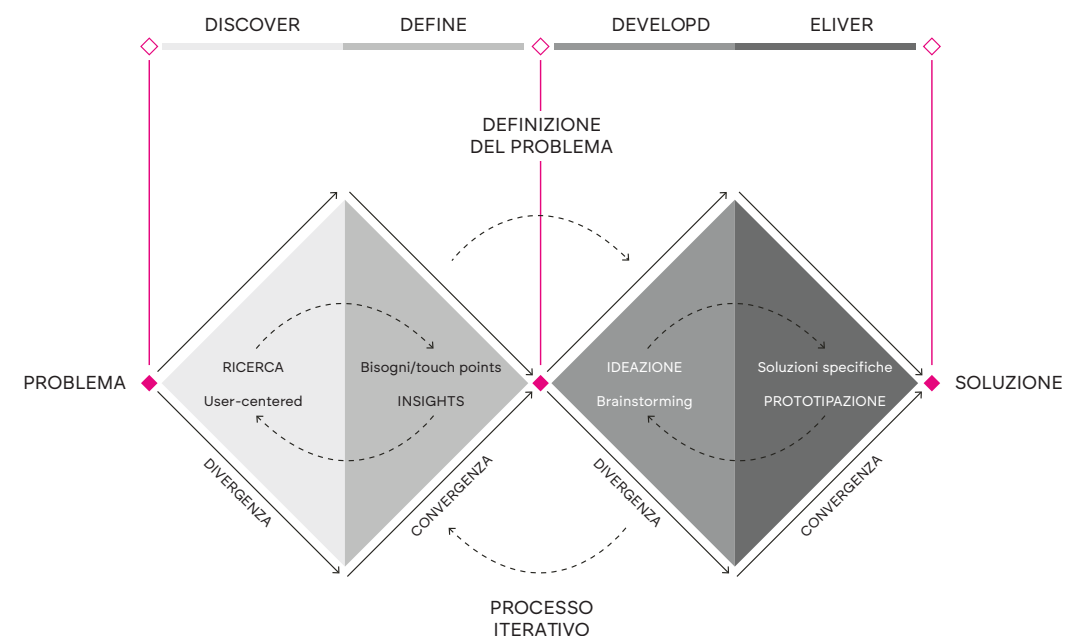 DISCOVER
DEFINE
DEVELOPD
ELIVER
DEFINIZIONE
DEL PROBLEMA
PROBLEMA
RICERCA
User-centered
Bisogni/touch points
INSIGHTS
IDEAZIONE
Brainstorming
Soluzioni specifiche
PROTOTIPAZIONE
SOLUZIONE
DIVERGENZA
CONVERGENZA
DIVERGENZA
CONVERGENZA
PROCESSO
ITERATIVO